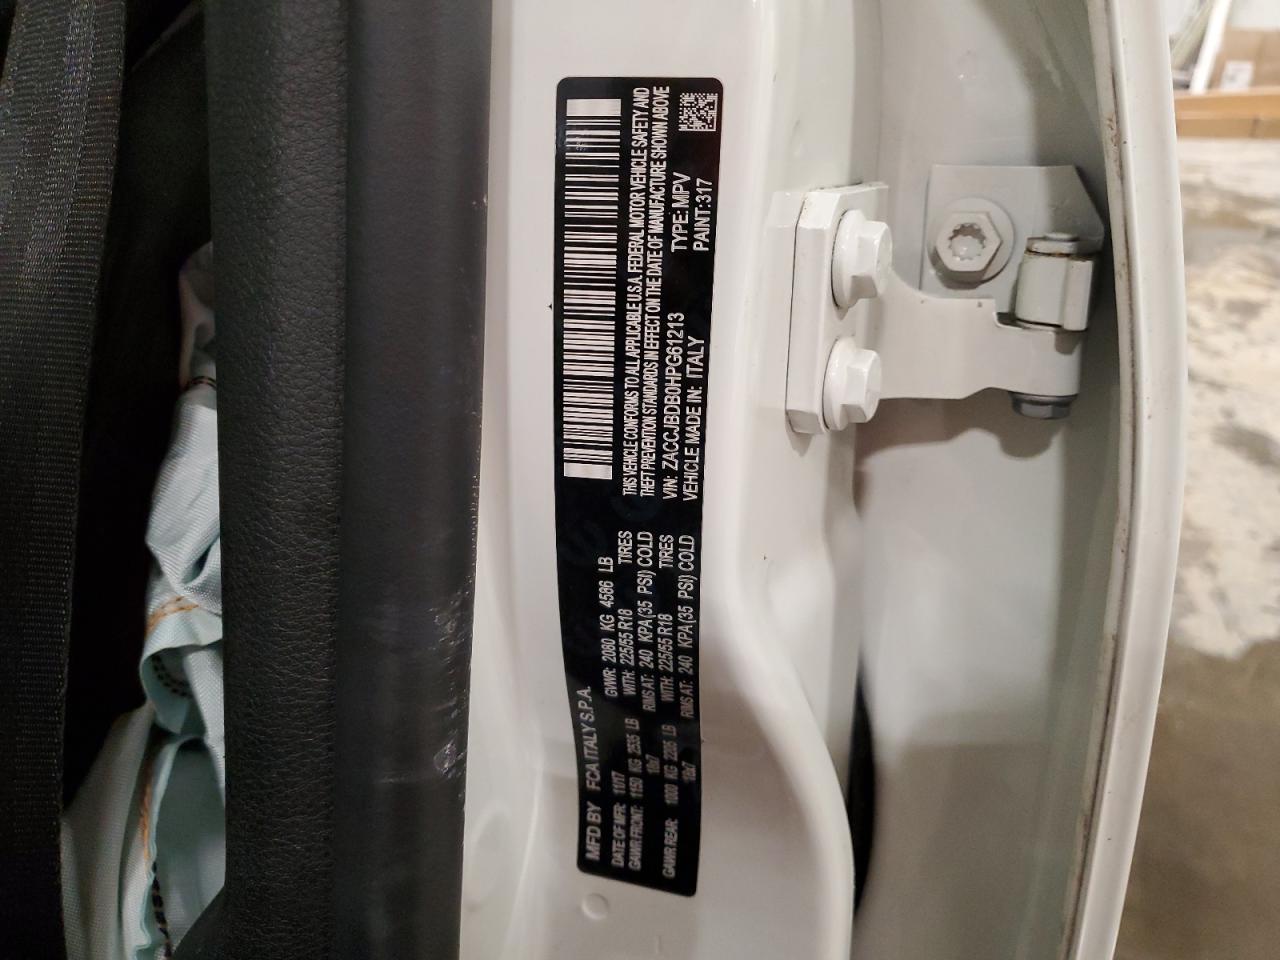 MFD BY FCA ITALY S.P.A.
DATE OF MFR: 11/17 GVWR: 2080 KG 4586 LB
GAWR FRONT: 1150 KG 2535 LB WITH: 225/55 R18 TIRES
18x7 RIMS AT: 240 KPA(35 PSI) COLD
GAWR REAR: 1000 KG 2205 LB WITH: 225/55 R18 TIRES
18x7 RIMS AT: 240 KPA(35 PSI) COLD
THIS VEHICLE CONFORMS TO ALL APPLICABLE U.S.A. FEDERAL MOTOR VEHICLE SAFETY AND
THEFT PREVENTION STANDARDS IN EFFECT ON THE DATE OF MANUFACTURE SHOWN ABOVE
VIN: ZACCJBDB0HPG61213 TYPE: MPV
VEHICLE MADE IN: ITALY PAINT:317